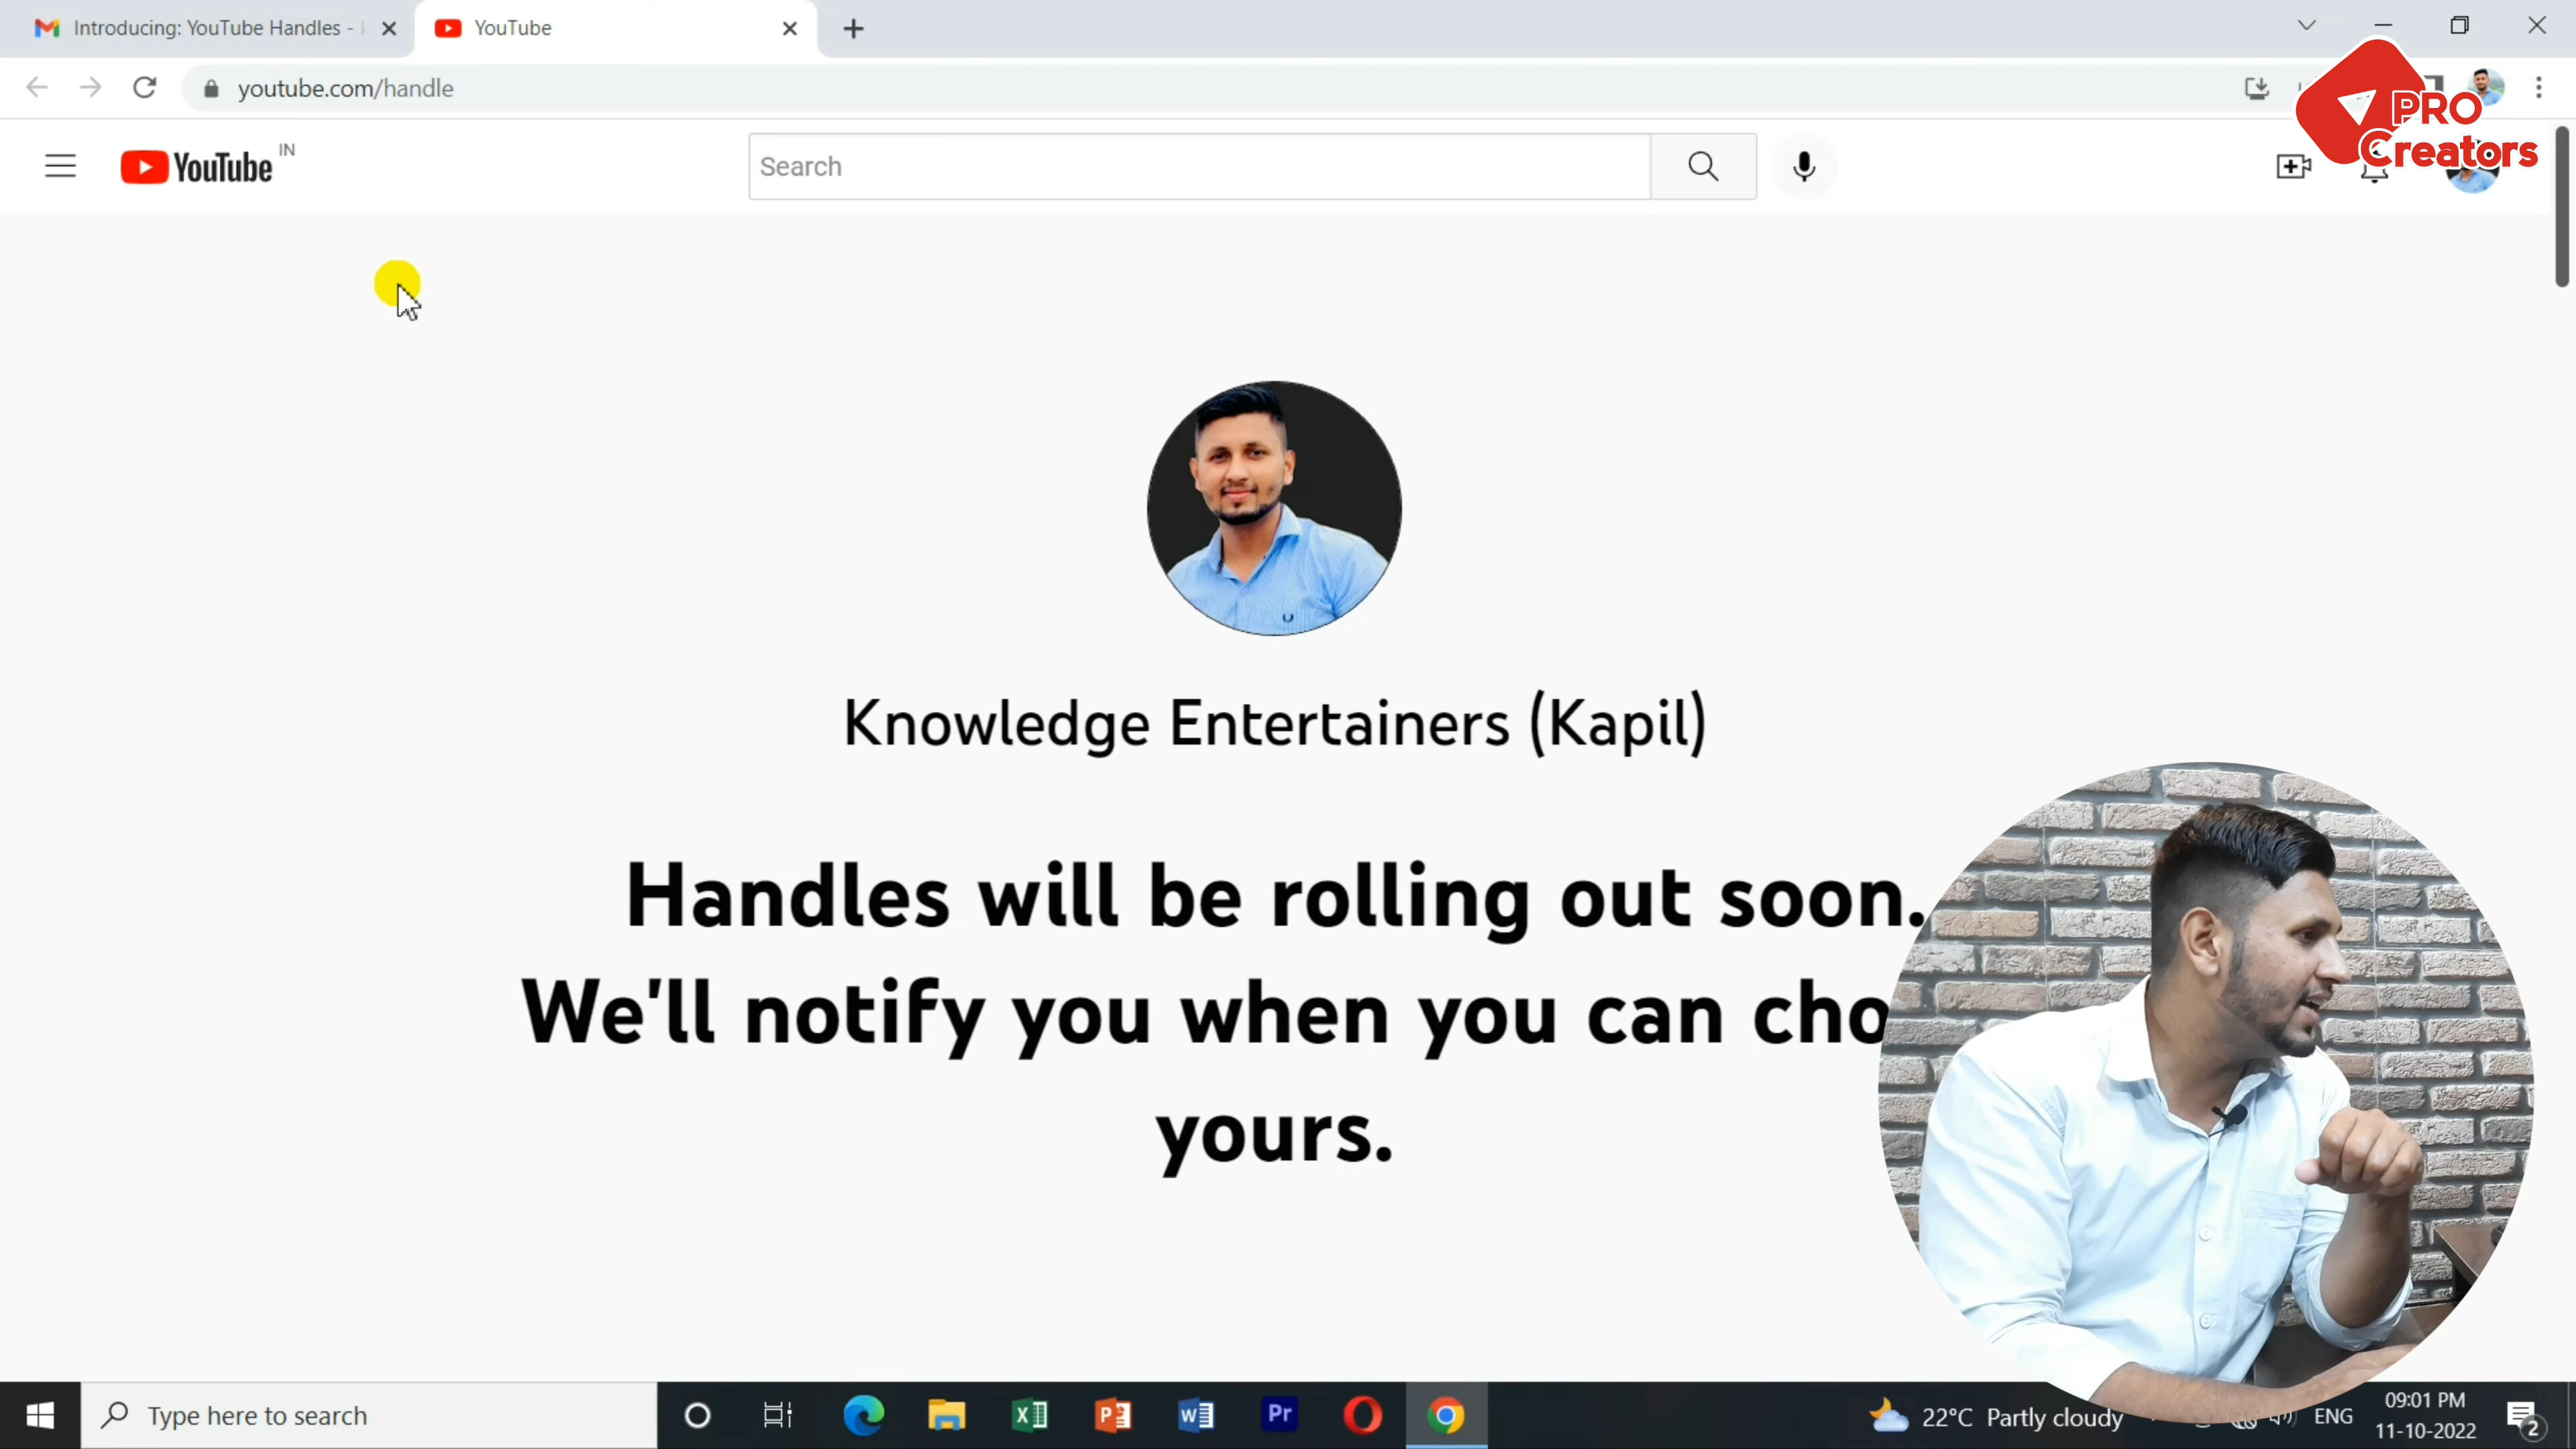 Introducing: YouTube Handles -
YouTube
youtube.com/handle
PRO
Creators
YouTube IN
Search
Knowledge Entertainers (Kapil)
Handles will be rolling out soon.
We'll notify you when you can cho
yours.
Type here to search
Pr
22°C Partly cloudy
ENG
09:01 PM
11-10-2022
2